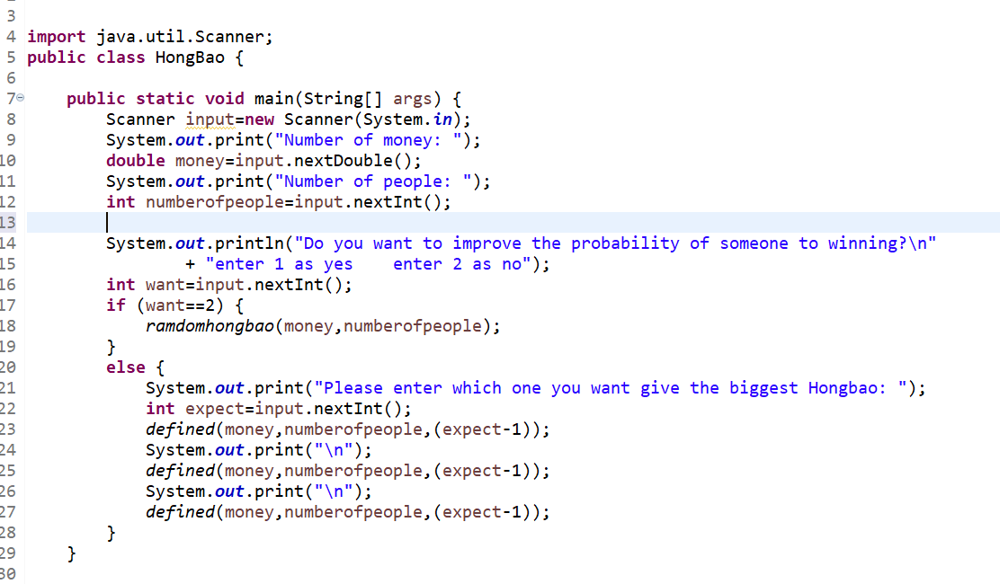 3
4 import java.util.Scanner;
5 public class HongBao {
6
7 public static void main(String[] args) {
8 Scanner input=new Scanner(System.in);
9 System.out.print("Number of money: ");
10 double money=input.nextDouble();
11 System.out.print("Number of people: ");
12 int numberofpeople=input.nextInt();
13
14 System.out.println("Do you want to improve the probability of someone to winning?\n"
15 + "enter 1 as yes    enter 2 as no");
16 int want=input.nextInt();
17 if (want==2) {
18 ramdomhongbao(money,numberofpeople);
19 }
20 else {
21 System.out.print("Please enter which one you want give the biggest Hongbao: ");
22 int expect=input.nextInt();
23 defined(money,numberofpeople,(expect-1));
24 System.out.print("\n");
25 defined(money,numberofpeople,(expect-1));
26 System.out.print("\n");
27 defined(money,numberofpeople,(expect-1));
28 }
29 }
30